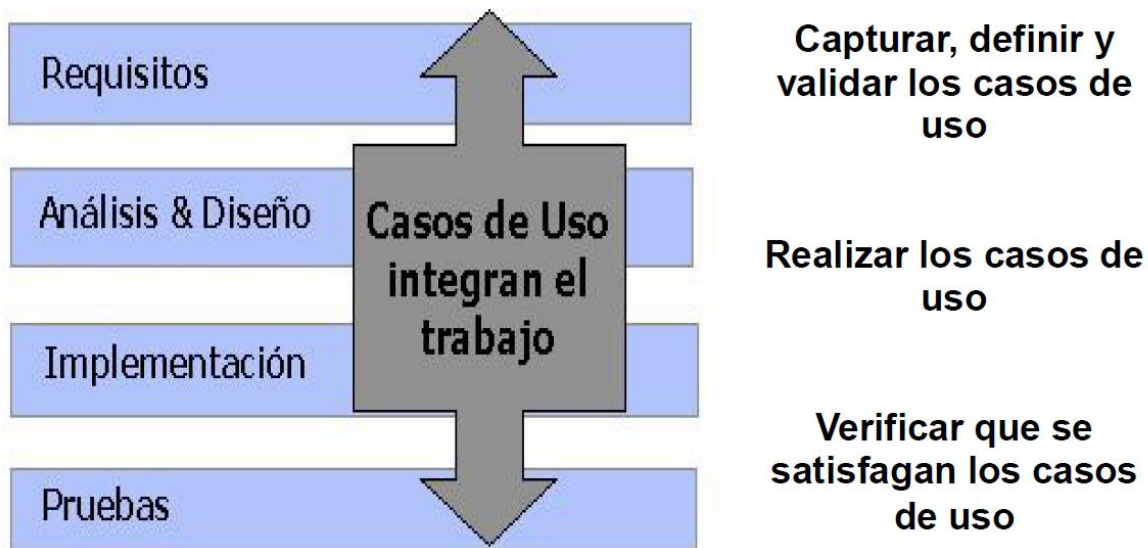 Requisitos
Capturar, definir y
validar los casos de
uso
Análisis & Diseño
Casos de Uso
integran el
trabajo
Realizar los casos de
uso
Implementación
Verificar que se
satisfagan los casos
de uso
Pruebas